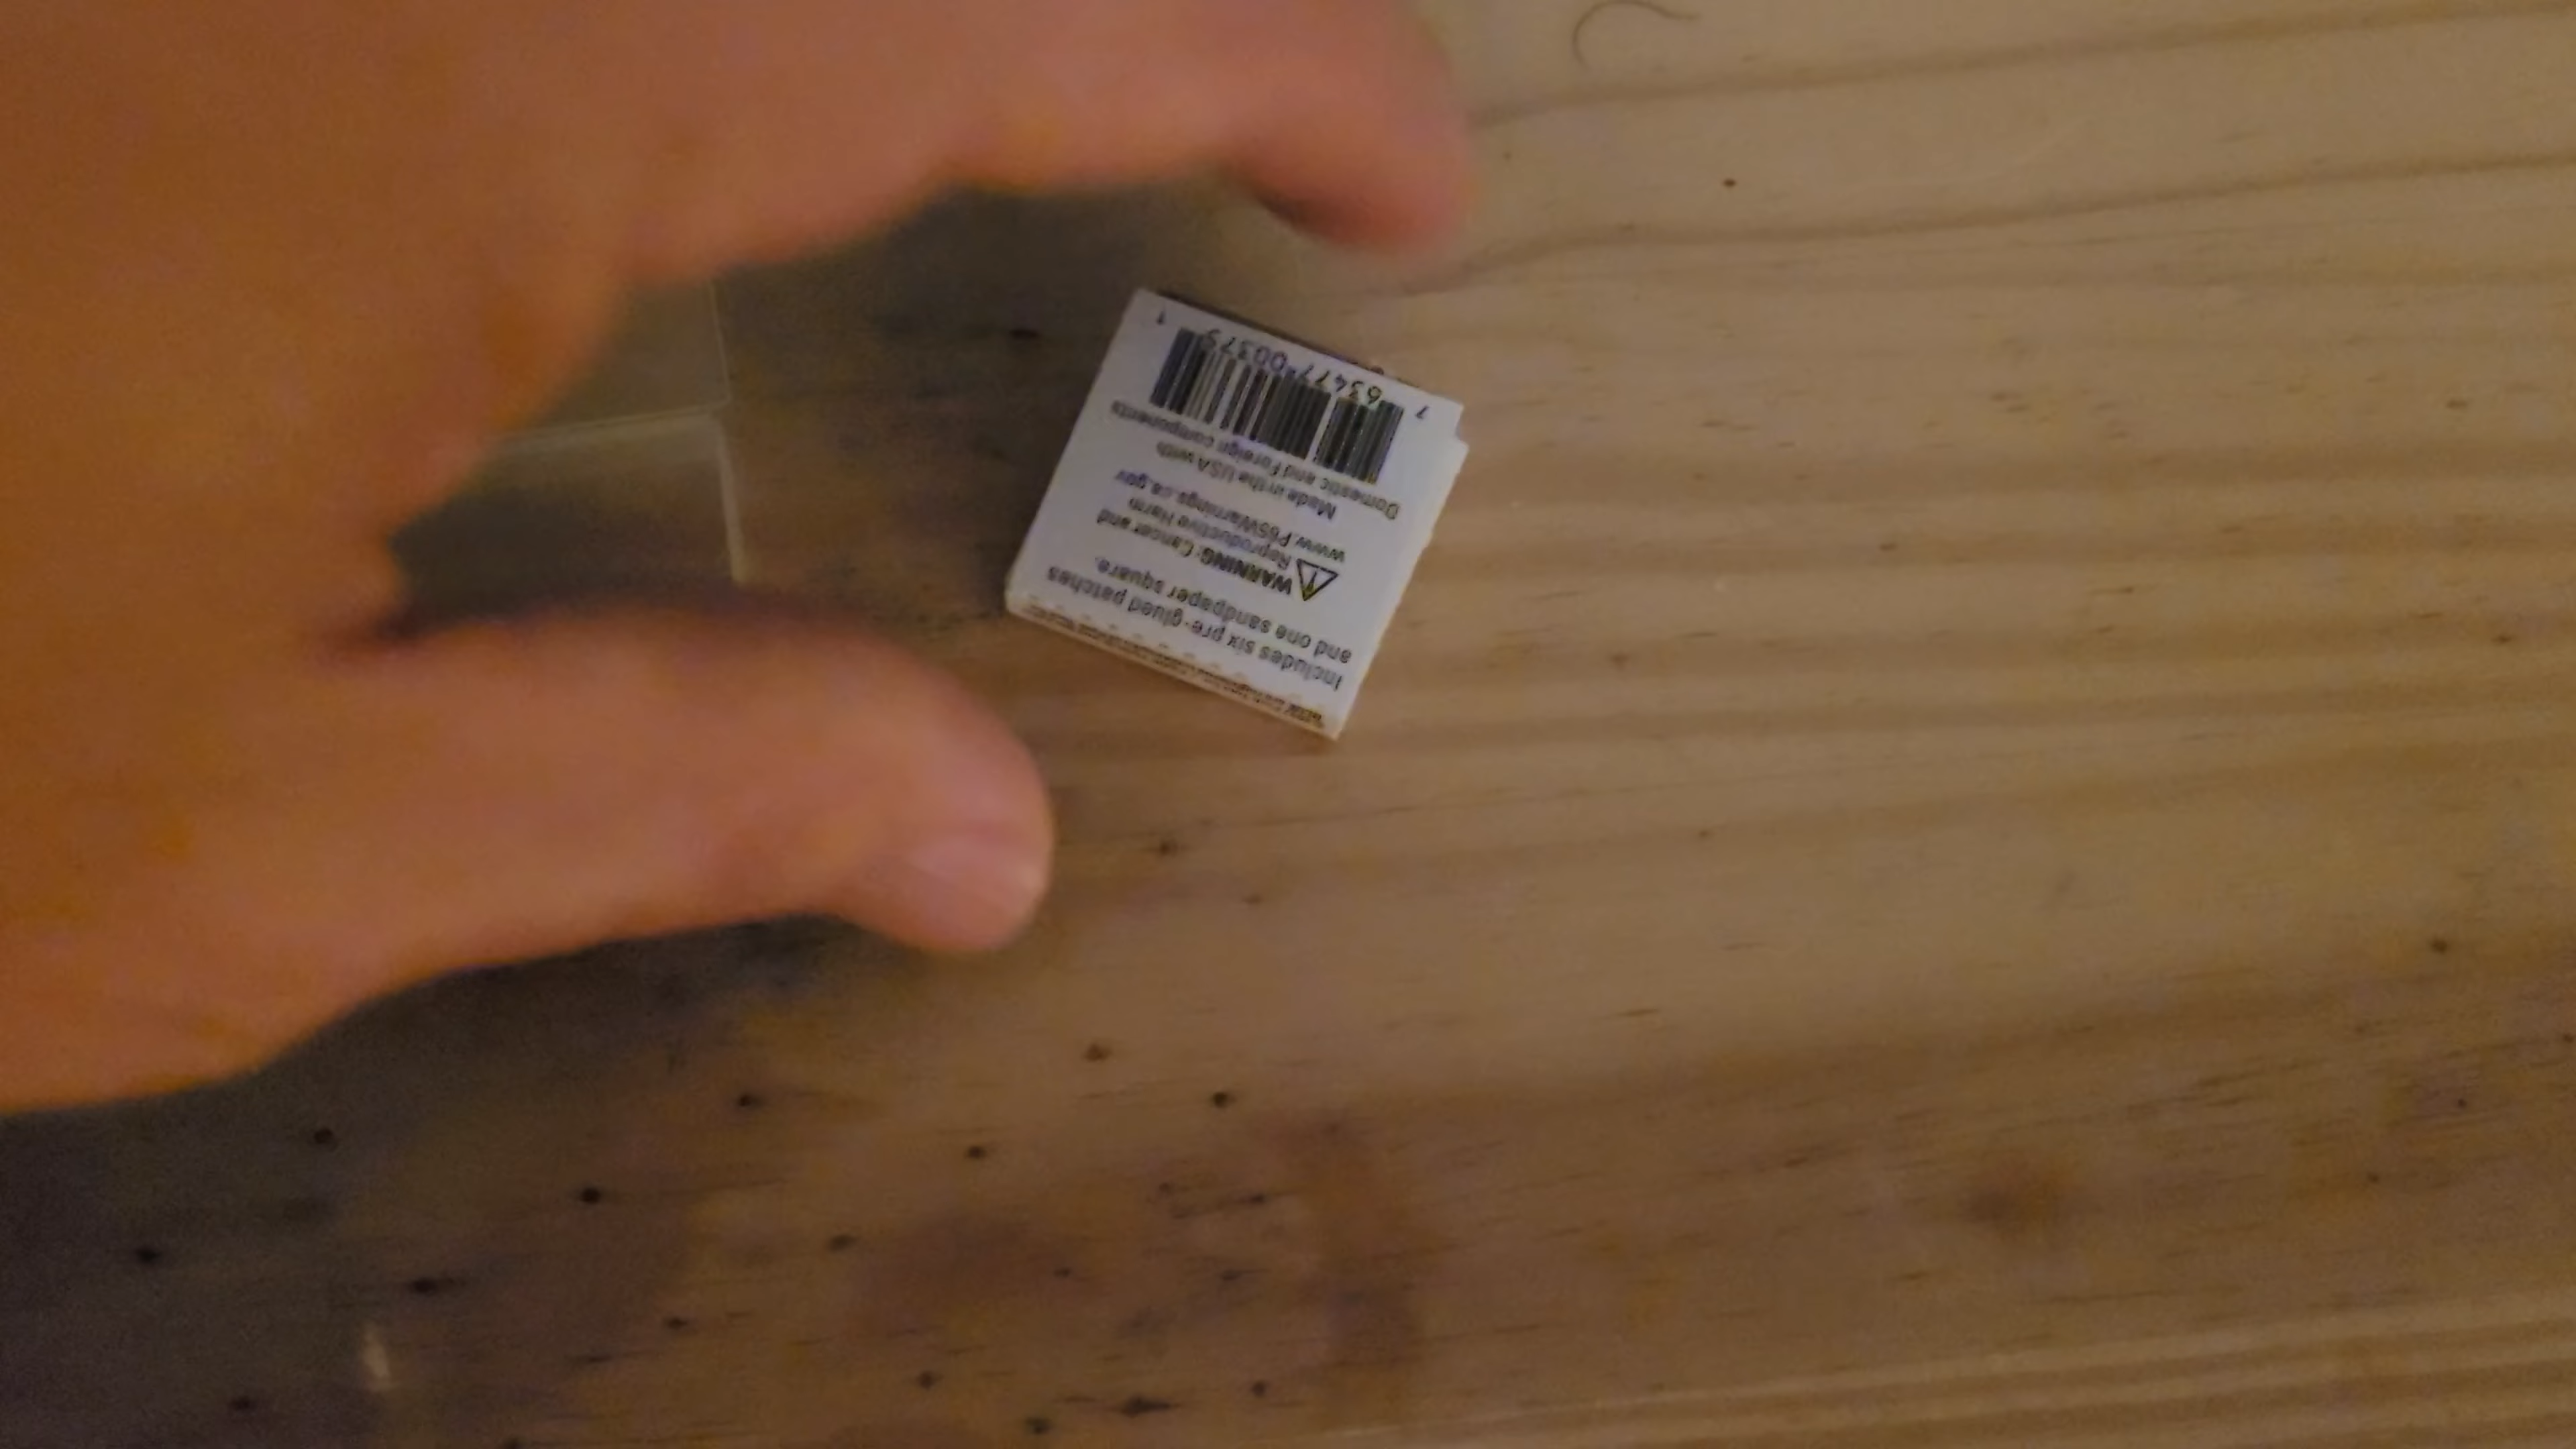 Includes six pre-glued patches
and one sandpaper square.
WARNING: Cancer and
Reproductive Harm
www.P65Warnings.ca.gov
Made in the USA with
Domestic and Foreign components
7 63477 00375 1